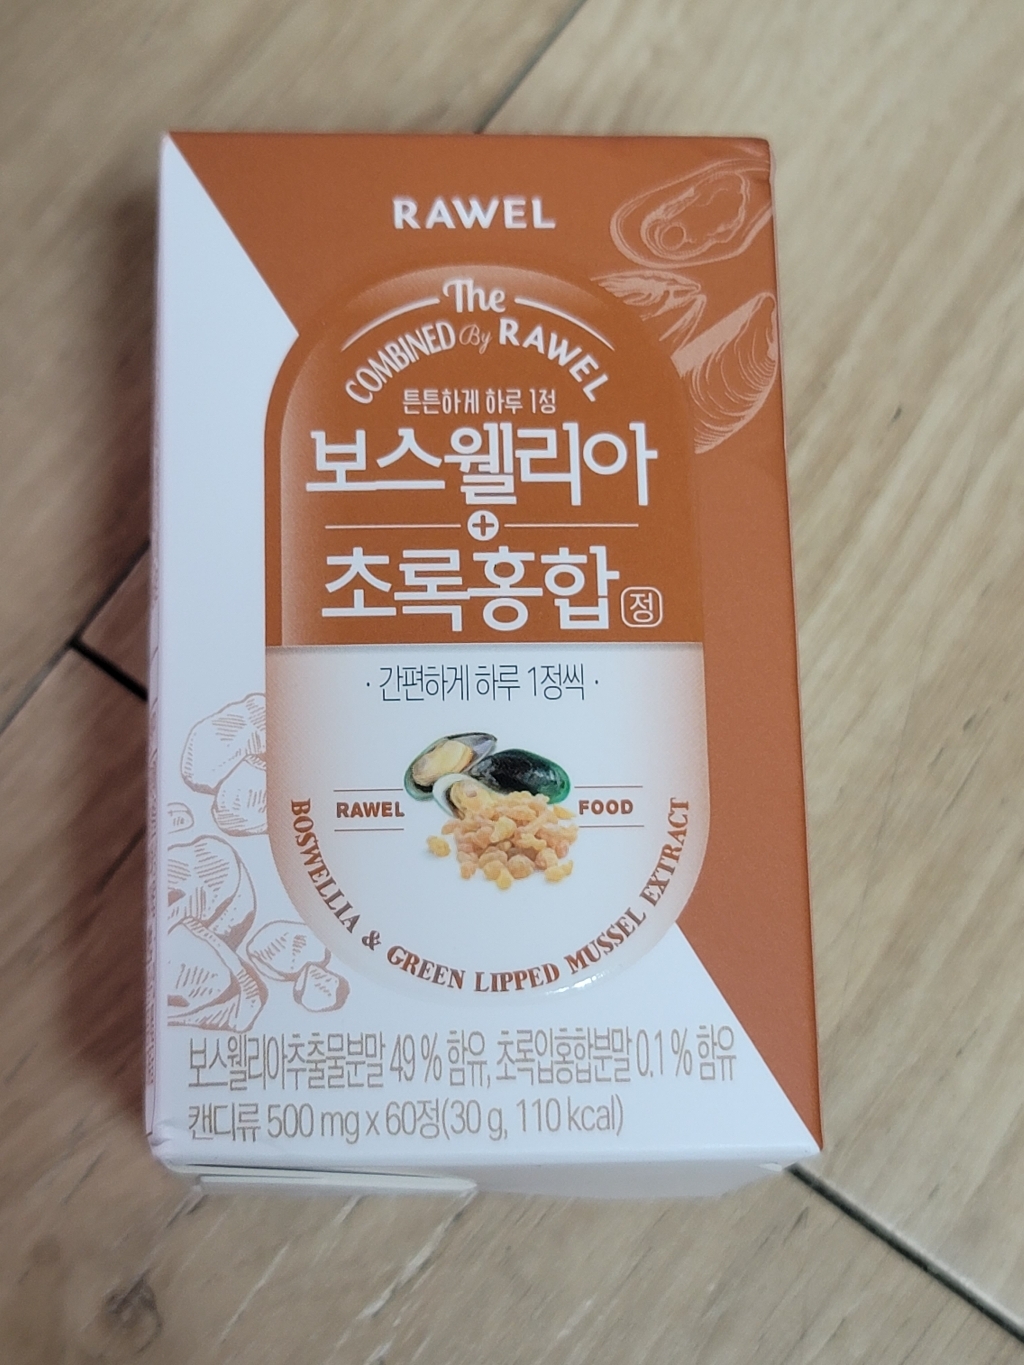 RAWEL
The
COMBINED By RAWEL
튼튼하게 하루 1정
보스웰리아
+
초록홍합 정
· 간편하게 하루 1정씩 ·
RAWEL FOOD
BOSWELLIA & GREEN LIPPED MUSSEL EXTRACT
보스웰리아추출물분말 49 % 함유, 초록입홍합분말 0.1 % 함유
캔디류 500 mg x 60정(30 g, 110 kcal)